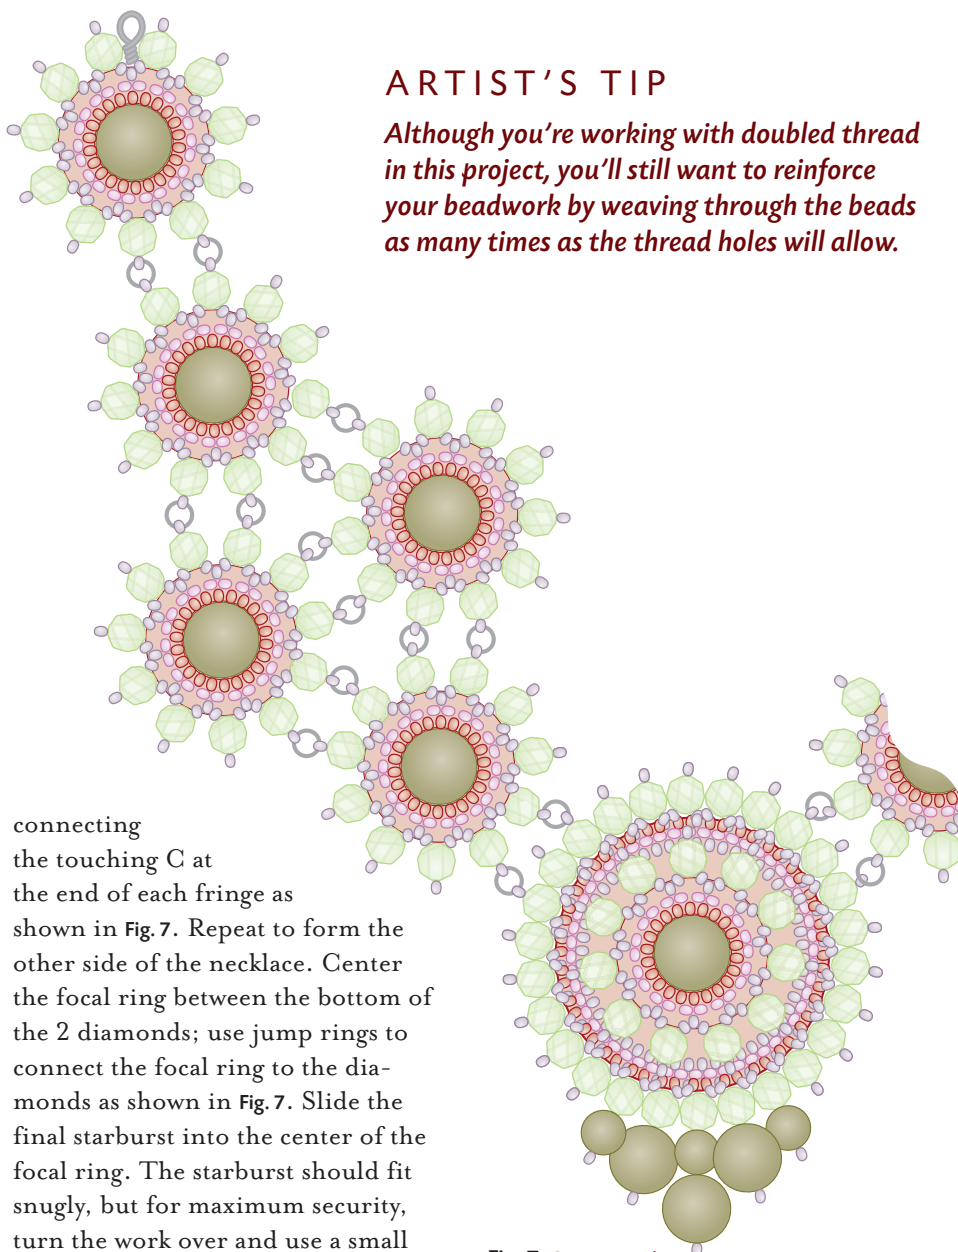 ARTIST’S TIP
Although you’re working with doubled thread
in this project, you’ll still want to reinforce
your beadwork by weaving through the beads
as many times as the thread holes will allow.
connecting
the touching C at
the end of each fringe as
shown in Fig. 7. Repeat to form the
other side of the necklace. Center
the focal ring between the bottom of
the 2 diamonds; use jump rings to
connect the focal ring to the dia-
monds as shown in Fig. 7. Slide the
final starburst into the center of the
focal ring. The starburst should fit
snugly, but for maximum security,
turn the work over and use a small